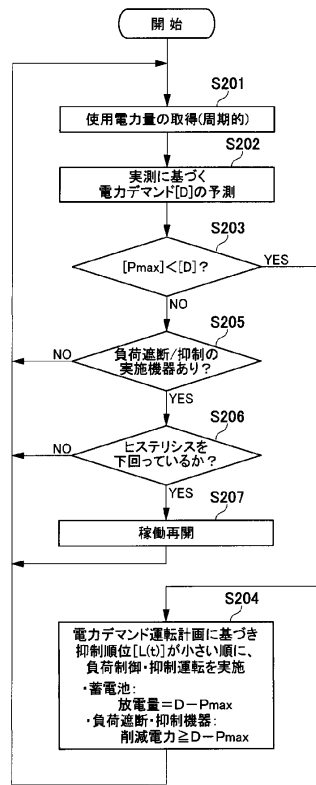 開 始
S201
使用電力量の取得(周期的)
S202
実測に基づく
電力デマンド[D]の予測
S203
[Pmax]<[D]?
YES
NO
S205
負荷遮断/抑制の
実施機器あり?
NO
YES
S206
ヒステリシスを
下回っているか?
NO
YES
S207
稼働再開
S204
電力デマンド運転計画に基づき
抑制順位[L(t)]が小さい順に、
負荷制御・抑制運転を実施
・蓄電池:
放電量=D-Pmax
・負荷遮断・抑制機器:
削減電力≧D-Pmax